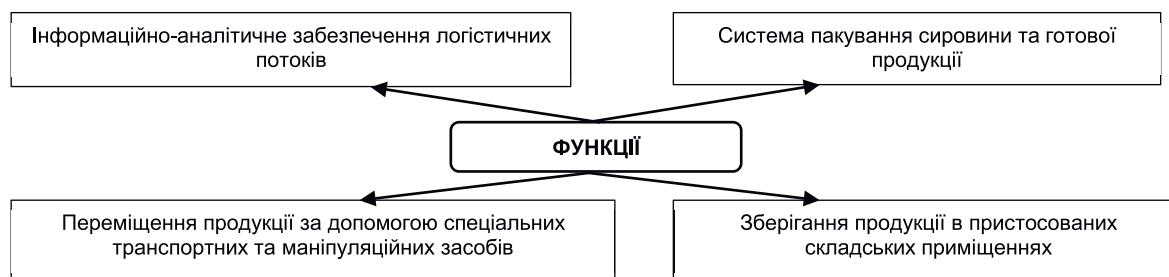 Інформаційно-аналітичне забезпечення логістичних
потоків
Система пакування сировини та готової
продукції
ФУНКЦІЇ
Переміщення продукції за допомогою спеціальних
транспортних та маніпуляційних засобів
Зберігання продукції в пристосованих
складських приміщеннях